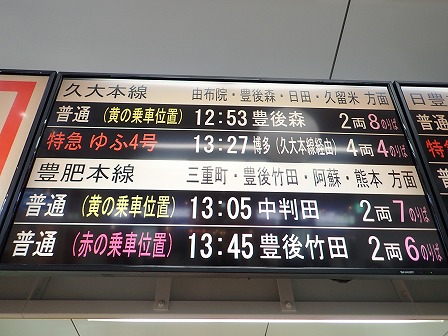 久大本線 由布院・豊後森・日田・久留米 方面
普通 (黄の乗車位置) 12:53 豊後森 2両 8のりば
特急 ゆふ4号 13:27 博多(久大本線経由) 4両 4のりば
豊肥本線 三重町・豊後竹田・阿蘇・熊本 方面
普通 (黄の乗車位置) 13:05 中判田 2両 7のりば
普通 (赤の乗車位置) 13:45 豊後竹田 2両 6のりば
日豊
普通
特急
普通